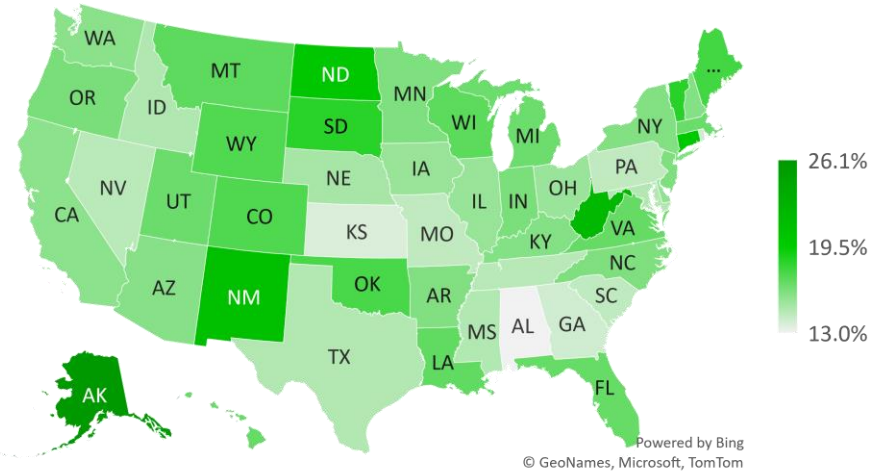 WA
MT
ND
MN
OR
ID
SD
WI
MI
...
NY
WY
NE
IA
PA
26.1%
NV
UT
CO
IL
IN
OH
CA
KS
MO
KY
VA
19.5%
AZ
NM
OK
AR
NC
SC
TX
MS
AL
GA
13.0%
LA
FL
AK
Powered by Bing
© GeoNames, Microsoft, TomTom